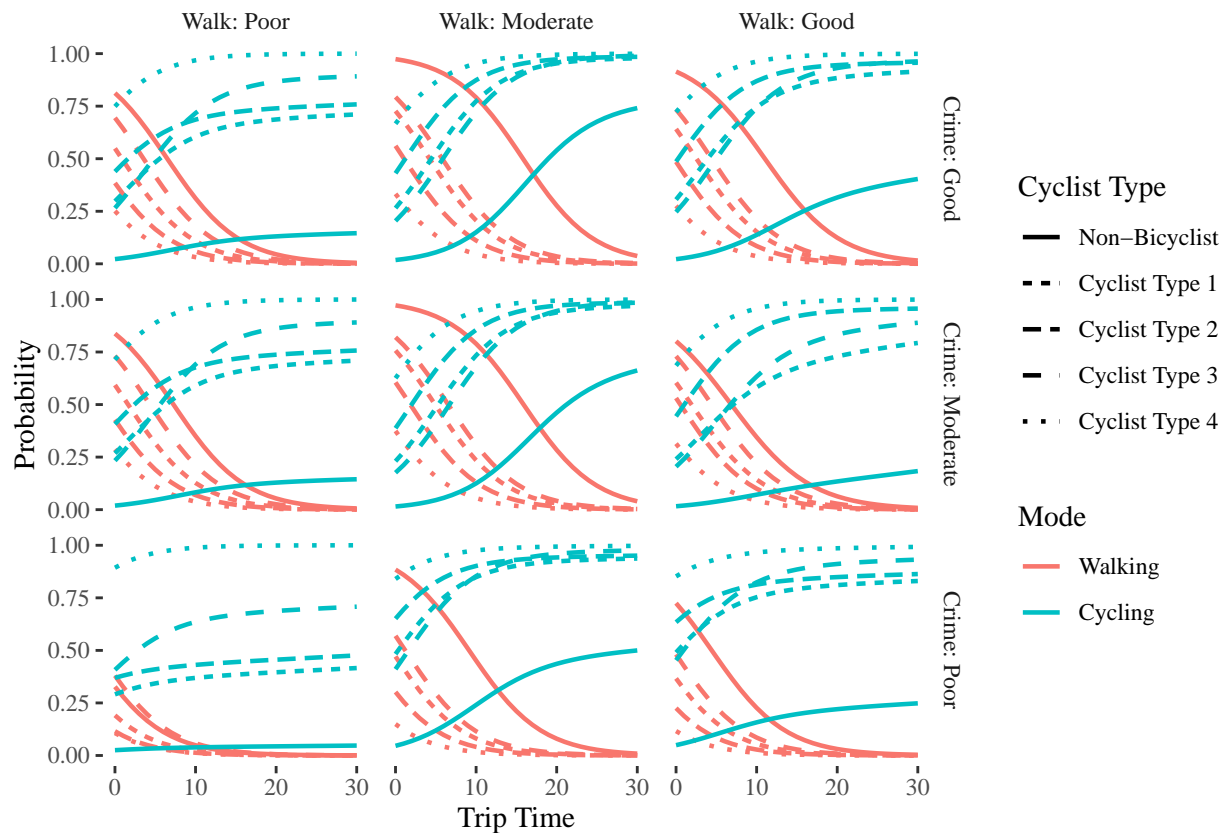 Walk: Poor Walk: Moderate Walk: Good
Probability
1.00
0.75
0.50
0.25
0.00
Crime: Good
1.00
0.75
0.50
0.25
0.00
Crime: Moderate
1.00
0.75
0.50
0.25
0.00
Crime: Poor
0 10 20 30 0 10 20 30 0 10 20 30
Trip Time
Cyclist Type
Non−Bicyclist
Cyclist Type 1
Cyclist Type 2
Cyclist Type 3
Cyclist Type 4
Mode
Walking
Cycling